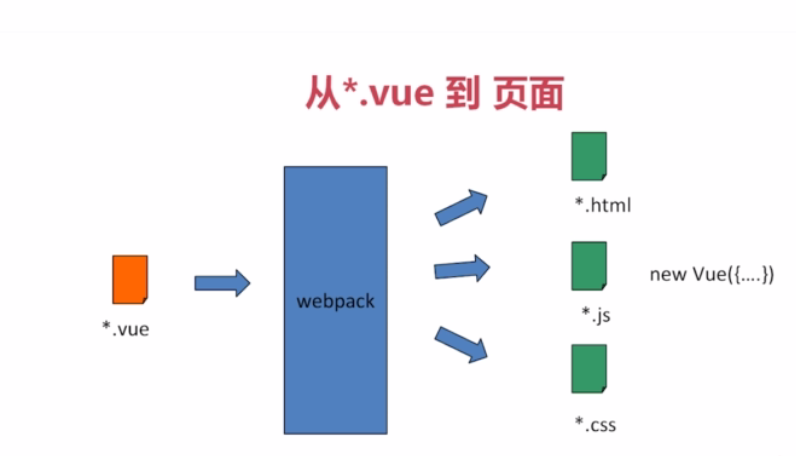 从*.vue 到 页面
*.html
webpack
*.vue
*.js
new Vue({....})
*.css